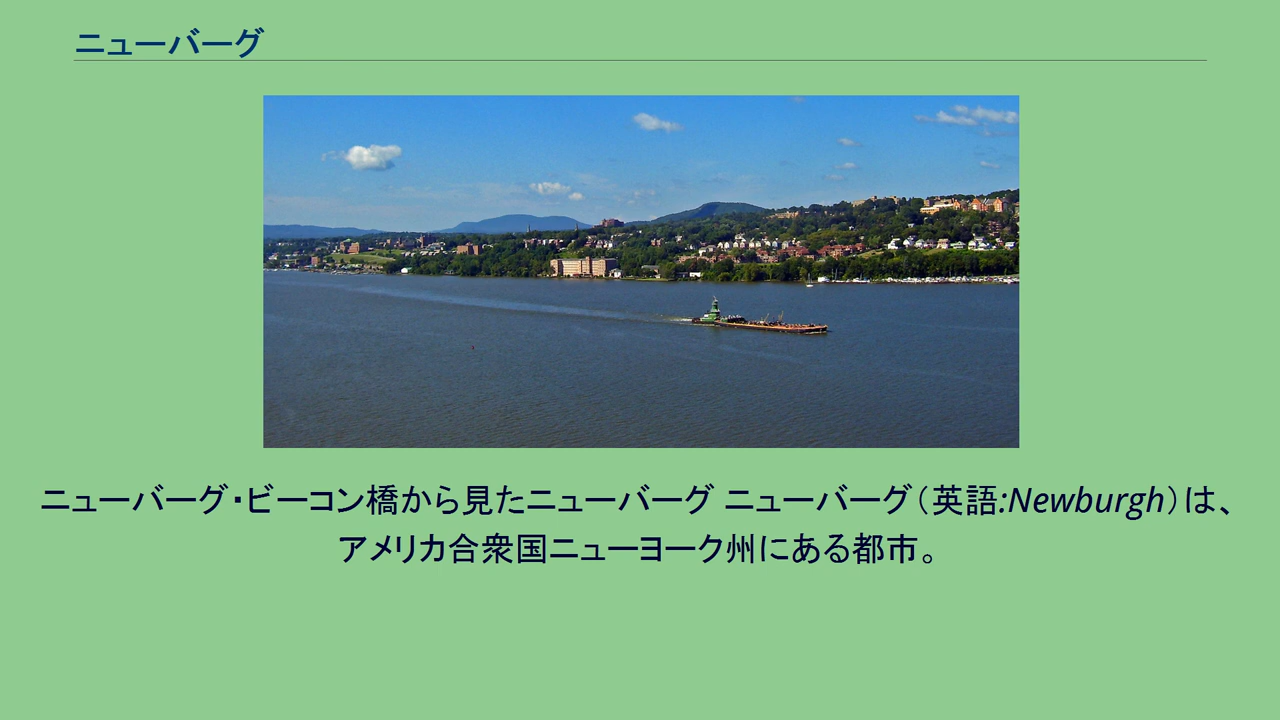 ニューバーグ
ニューバーグ・ビーコン橋から見たニューバーグ ニューバーグ（英語:Newburgh）は、
アメリカ合衆国ニューヨーク州にある都市。